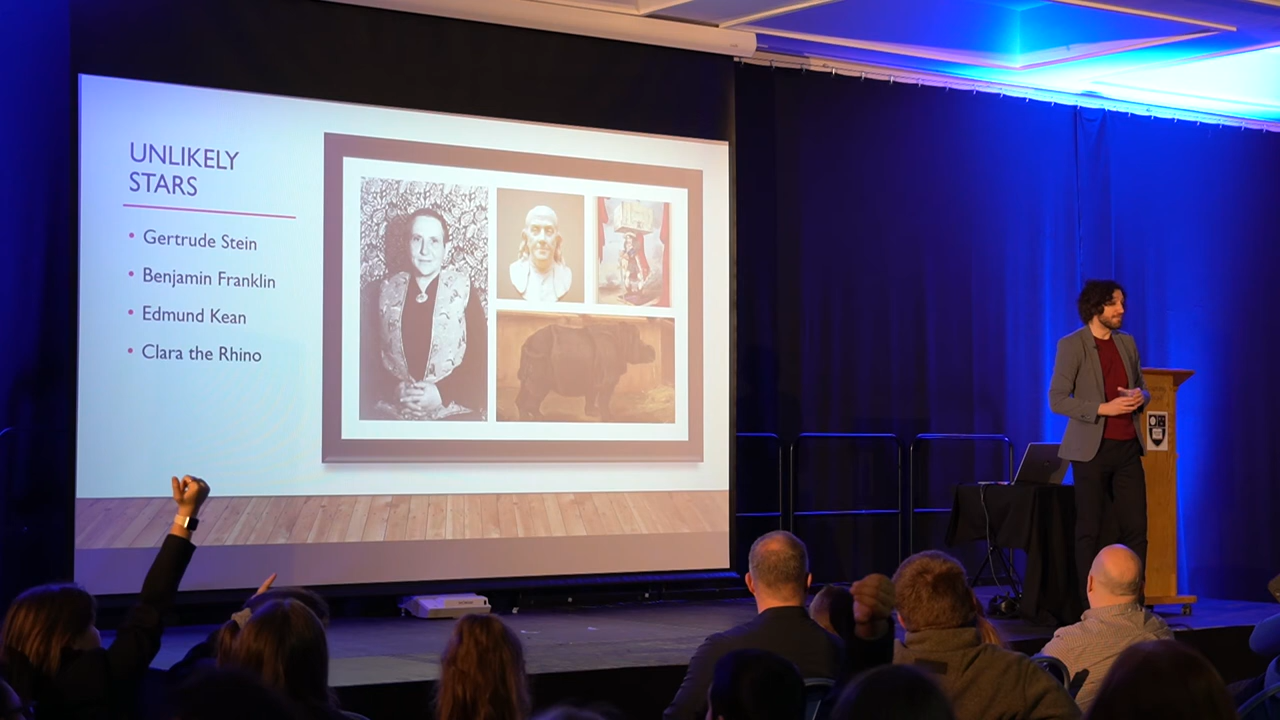 UNLIKELY
STARS
• Gertrude Stein
• Benjamin Franklin
• Edmund Kean
• Clara the Rhino